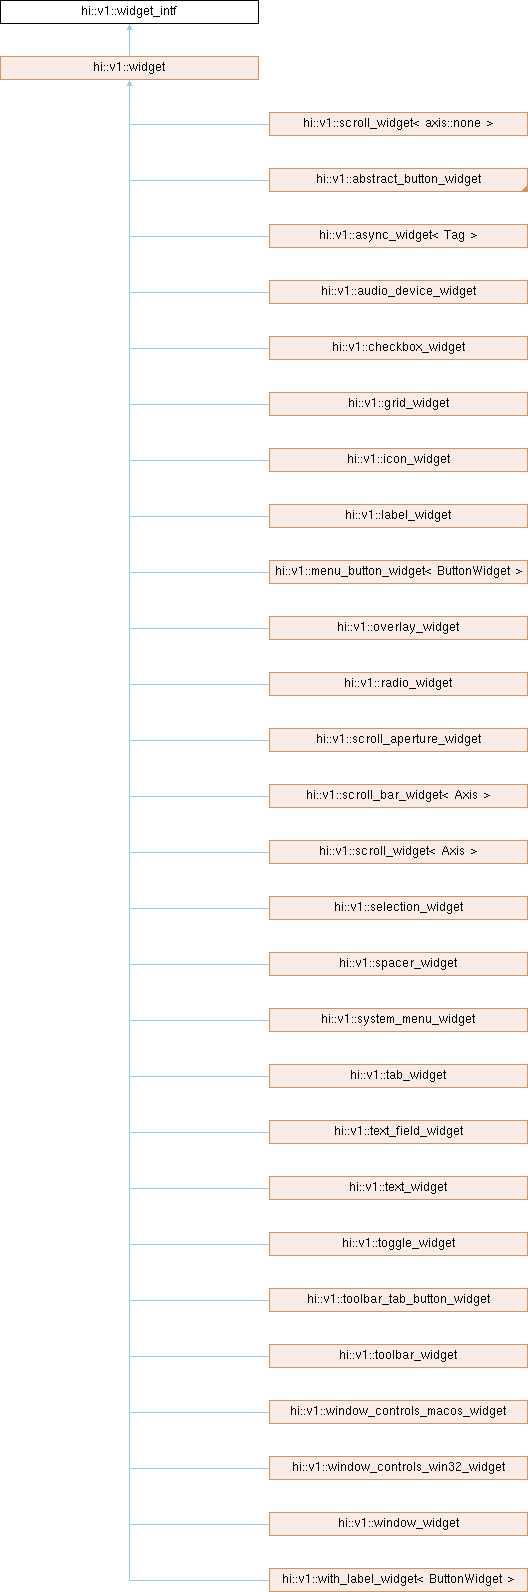 hi::v1::widget_intf
hi::v1::widget
hi::v1::scroll_widget< axis::none >
hi::v1::abstract_button_widget
hi::v1::async_widget< Tag >
hi::v1::audio_device_widget
hi::v1::checkbox_widget
hi::v1::grid_widget
hi::v1::icon_widget
hi::v1::label_widget
hi::v1::menu_button_widget< ButtonWidget >
hi::v1::overlay_widget
hi::v1::radio_widget
hi::v1::scroll_aperture_widget
hi::v1::scroll_bar_widget< Axis >
hi::v1::scroll_widget< Axis >
hi::v1::selection_widget
hi::v1::spacer_widget
hi::v1::system_menu_widget
hi::v1::tab_widget
hi::v1::text_field_widget
hi::v1::text_widget
hi::v1::toggle_widget
hi::v1::toolbar_tab_button_widget
hi::v1::toolbar_widget
hi::v1::window_controls_macos_widget
hi::v1::window_controls_win32_widget
hi::v1::window_widget
hi::v1::with_label_widget< ButtonWidget >